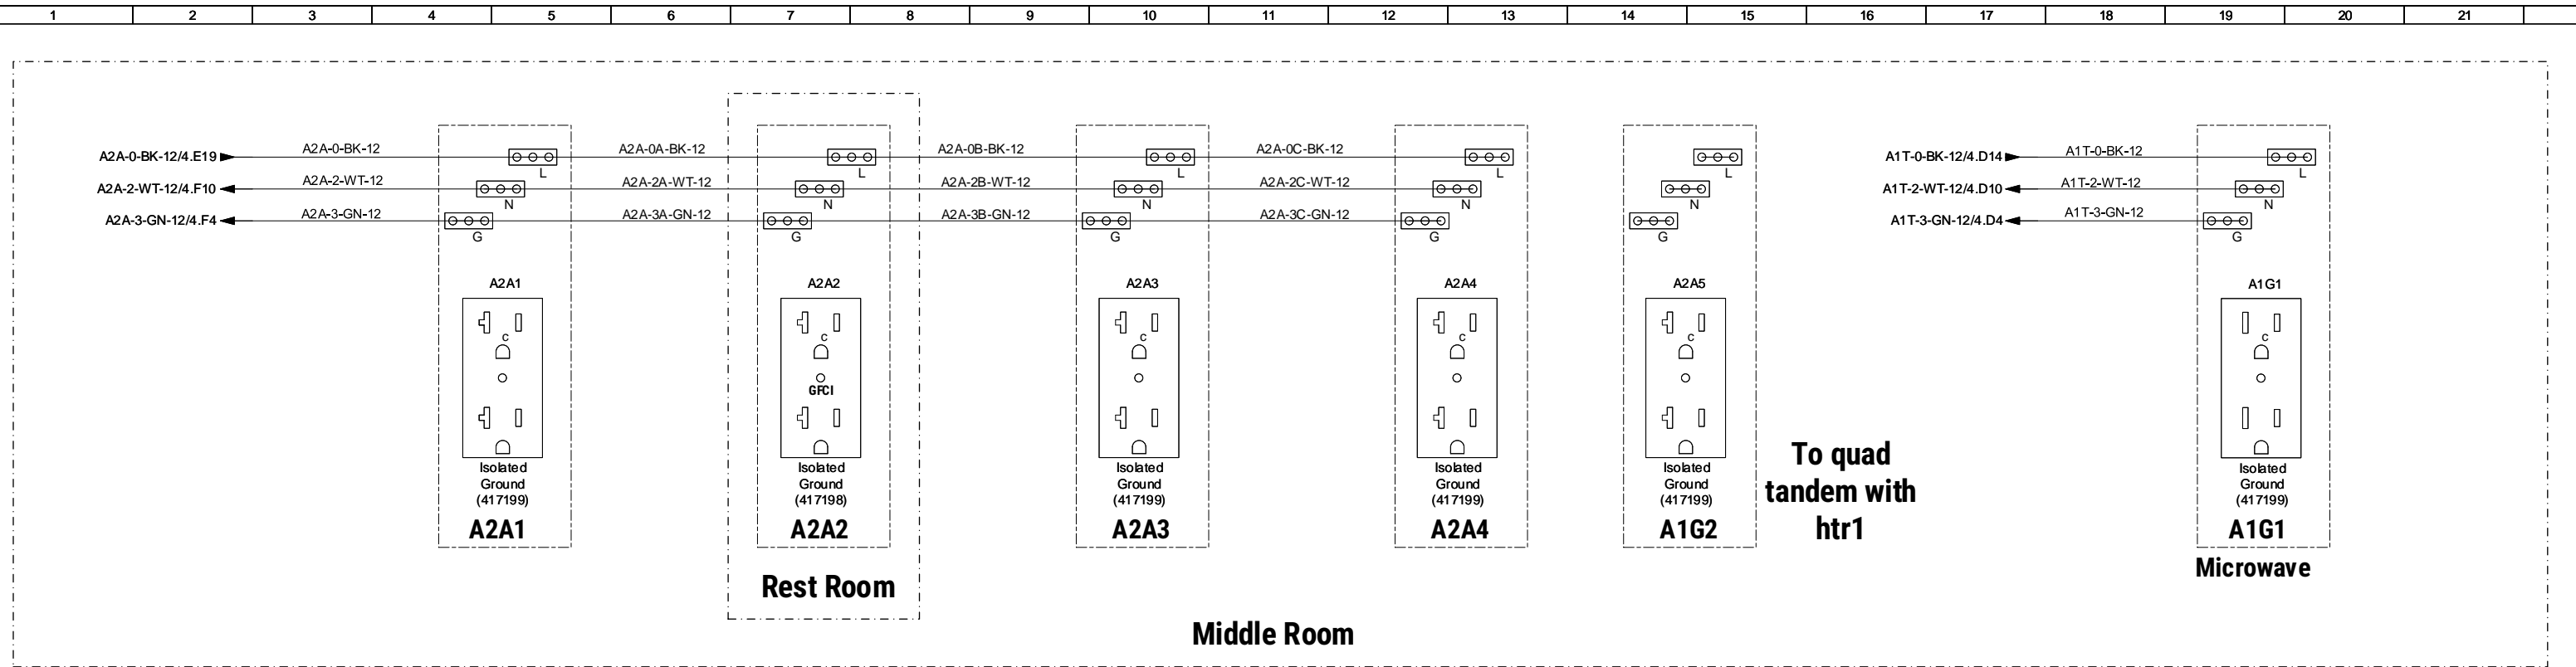 1 2 3 4 5 6 7 8 9 10 11 12 13 14 15 16 17 18 19 20 21
A2A-0-BK-12/4.E19 A2A-0-BK-12 A2A-0A-BK-12 A2A-0B-BK-12 A2A-0C-BK-12 A1T-0-BK-12/4.D14 A1T-0-BK-12
L L L L L L
A2A-2-WT-12/4.F10 A2A-2-WT-12 A2A-2A-WT-12 A2A-2B-WT-12 A2A-2C-WT-12 A1T-2-WT-12/4.D10 A1T-2-WT-12
N N N N N N
A2A-3-GN-12/4.F4 A2A-3-GN-12 A2A-3A-GN-12 A2A-3B-GN-12 A2A-3C-GN-12 A1T-3-GN-12/4.D4 A1T-3-GN-12
G G G G G G
A2A1 A2A2 A2A3 A2A4 A2A5 A1G1
C C C C C C
GFCI
Isolated Isolated Isolated Isolated Isolated Isolated
Ground Ground Ground Ground Ground Ground
(417199) (417198) (417199) (417199) (417199) (417199)
A2A1 A2A2 A2A3 A2A4 A1G2 A1G1
To quad
tandem with
htr1
Microwave
Rest Room
Middle Room